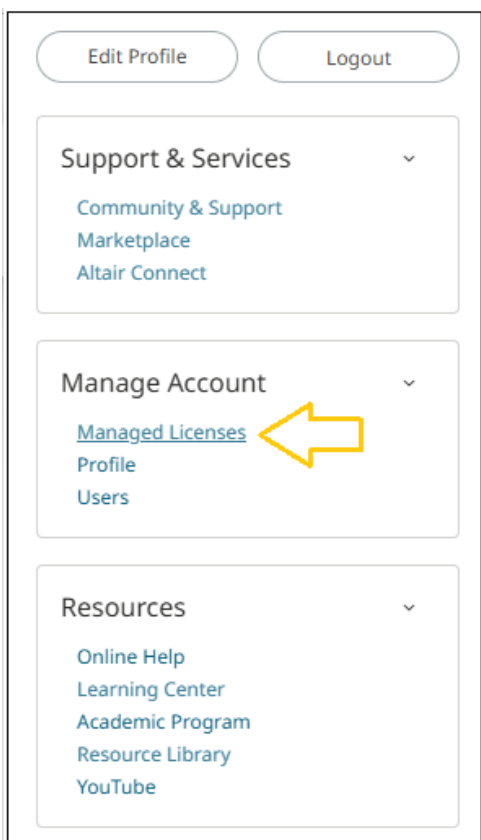 Edit Profile
Logout
Support & Services
Community & Support
Marketplace
Altair Connect
Manage Account
Managed Licenses
Profile
Users
Resources
Online Help
Learning Center
Academic Program
Resource Library
YouTube